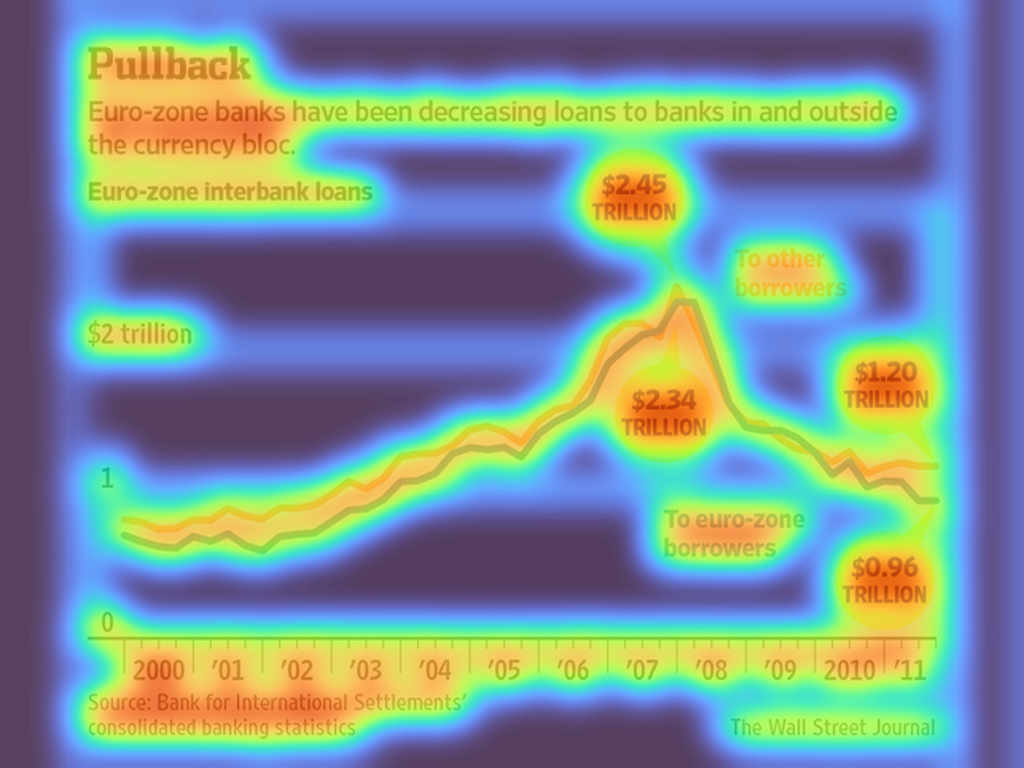 Pullback
Euro-zone banks have been decreasing loans to banks in and outside
the currency bloc.
Euro-zone interbank loans
$2.45
TRILLION
To other
borrowers
$2 trillion
$1.20
TRILLION
$2.34
TRILLION
1
To euro-zone
borrowers
$0.96
TRILLION
0
2000 ’01 ’02 ’03 ’04 ’05 ’06 ’07 ’08 ’09 2010 ’11
Source: Bank for International Settlements’
consolidated banking statistics
The Wall Street Journal